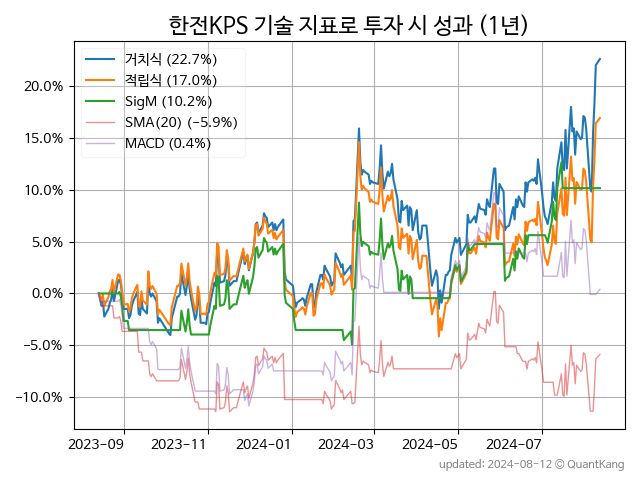 한전KPS 기술 지표로 투자 시 성과 (1년)
거치식 (22.7%)
적립식 (17.0%)
SigM (10.2%)
SMA(20) (−5.9%)
MACD (0.4%)
20.0%
15.0%
10.0%
5.0%
0.0%
−5.0%
−10.0%
2023-09 2023-11 2024-01 2024-03 2024-05 2024-07
updated: 2024-08-12 ⓒ QuantKang